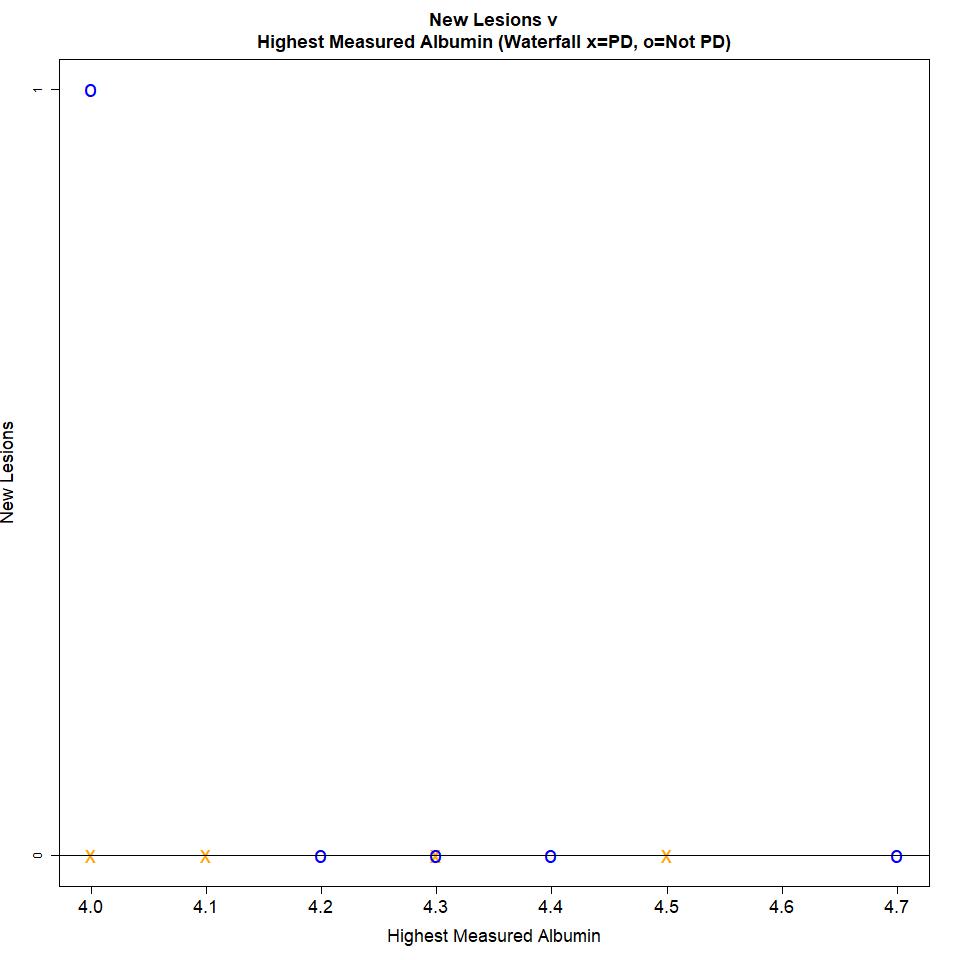 New Lesions v
Highest Measured Albumin (Waterfall x=PD, o=Not PD)
1
o
New Lesions
0
x x o x o o x o
4.0 4.1 4.2 4.3 4.4 4.5 4.6 4.7
Highest Measured Albumin